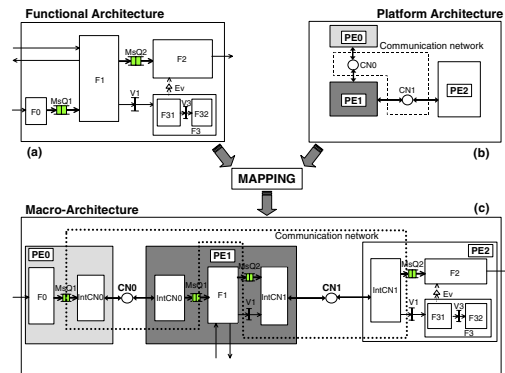 Functional Architecture
Platform Architecture
(a)
MsQ2
F2
F1
Ev
F0
MsQ1
V1
F31
V3
F32
F3
PE0
Communication network
CN0
PE1
CN1
PE2
(b)
MAPPING
Macro-Architecture
(c)
Communication network
PE0
F0
MsQ1
IntCN0
CN0
PE1
IntCN0
MsQ1
F1
MsQ2
V1
IntCN1
CN1
PE2
IntCN1
MsQ2
F2
Ev
V1
F31
V3
F32
F3